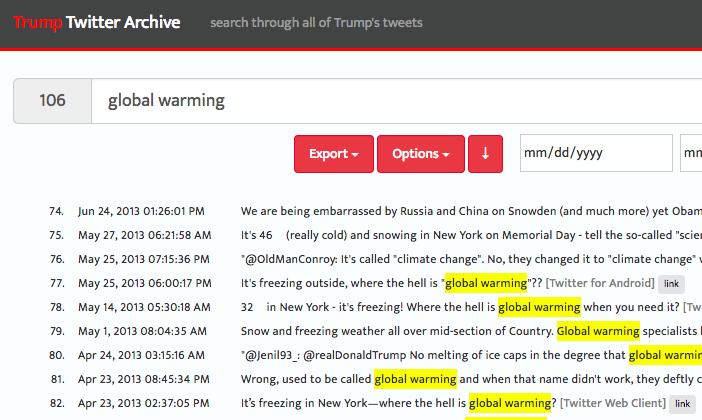 Trump Twitter Archive search through all of Trump's tweets
106 global warming
Export Options ↓ mm/dd/yyyy mm
74. Jun 24, 2013 01:26:01 PM We are being embarrassed by Russia and China on Snowden (and much more) yet Obam
75. May 27, 2013 06:21:58 AM It's 46 (really cold) and snowing in New York on Memorial Day - tell the so-called "scien
76. May 25, 2013 07:15:36 PM "@OldManConroy: It's called "climate change". No, they changed it to "climate change" w
77. May 25, 2013 06:00:17 PM It's freezing outside, where the hell is "global warming"?? [Twitter for Android] link
78. May 14, 2013 05:30:18 AM 32 in New York - it's freezing! Where the hell is global warming when you need it? [Tw
79. May 1, 2013 08:04:35 AM Snow and freezing weather all over mid-section of Country. Global warming specialists
80. Apr 24, 2013 03:15:16 AM "@Jenil93_: @realDonaldTrump No melting of ice caps in the degree that global warmin
81. Apr 23, 2013 08:45:34 PM Wrong, used to be called global warming and when that name didn't work, they deftly c
82. Apr 23, 2013 02:37:05 PM It's freezing in New York—where the hell is global warming? [Twitter Web Client] link